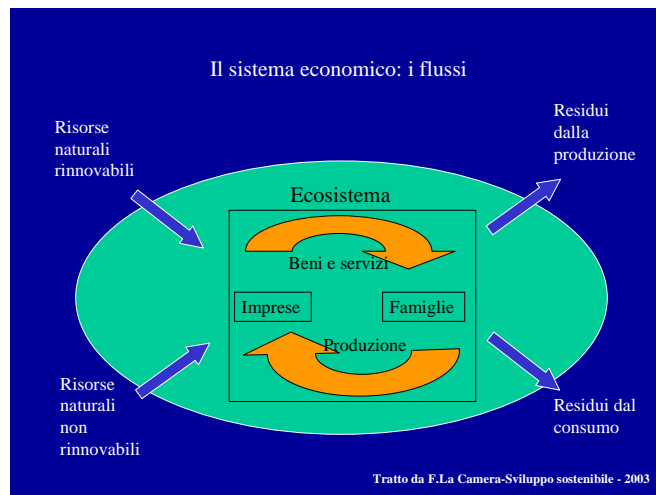 Il sistema economico: i flussi
Risorse
naturali
rinnovabili
Residui
dalla
produzione
Ecosistema
Beni e servizi
Imprese
Famiglie
Produzione
Risorse
naturali
non
rinnovabili
Residui dal
consumo
Tratto da F.La Camera-Sviluppo sostenibile - 2003